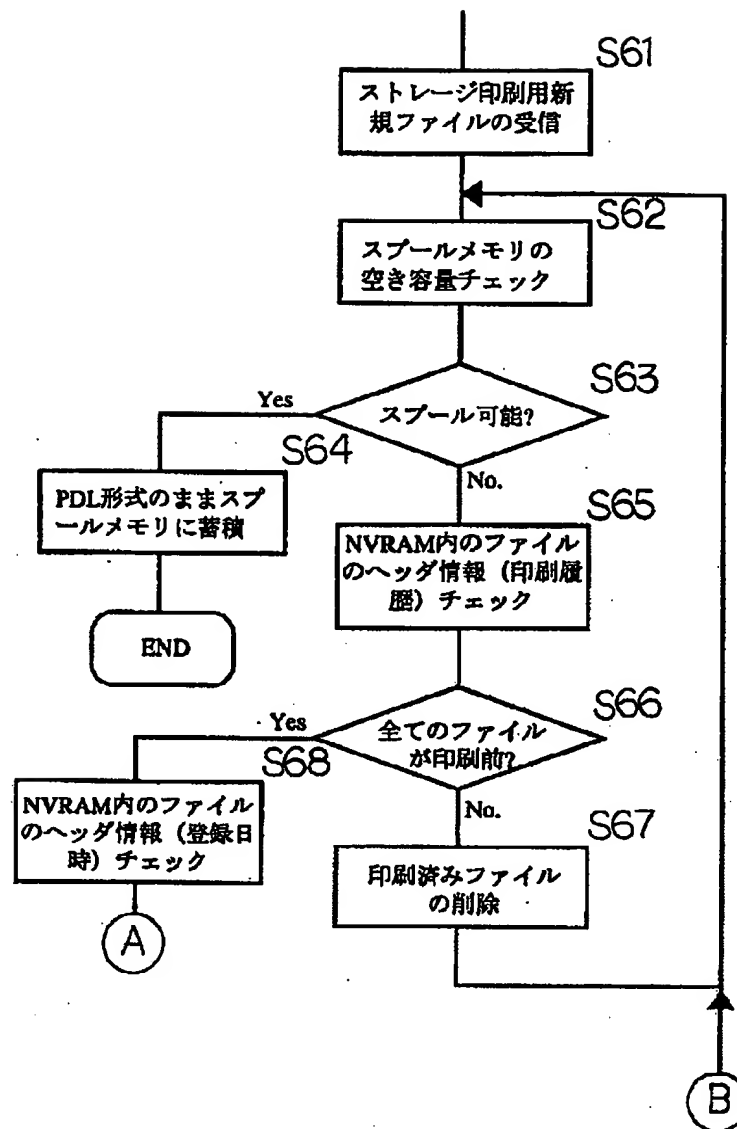 S61
ストレージ印刷用新
規ファイルの受信
S62
スプールメモリの
空き容量チェック
S63
スプール可能?
Yes
S64
PDL形式のままスプ
ールメモリに蓄積
END
No.
S65
NVRAM内のファイル
のヘッダ情報（印刷履
歴）チェック
S66
全てのファイル
が印刷前?
Yes
S68
NVRAM内のファイル
のヘッダ情報（登録日
時）チェック
A
No.
S67
印刷済みファイル
の削除
B